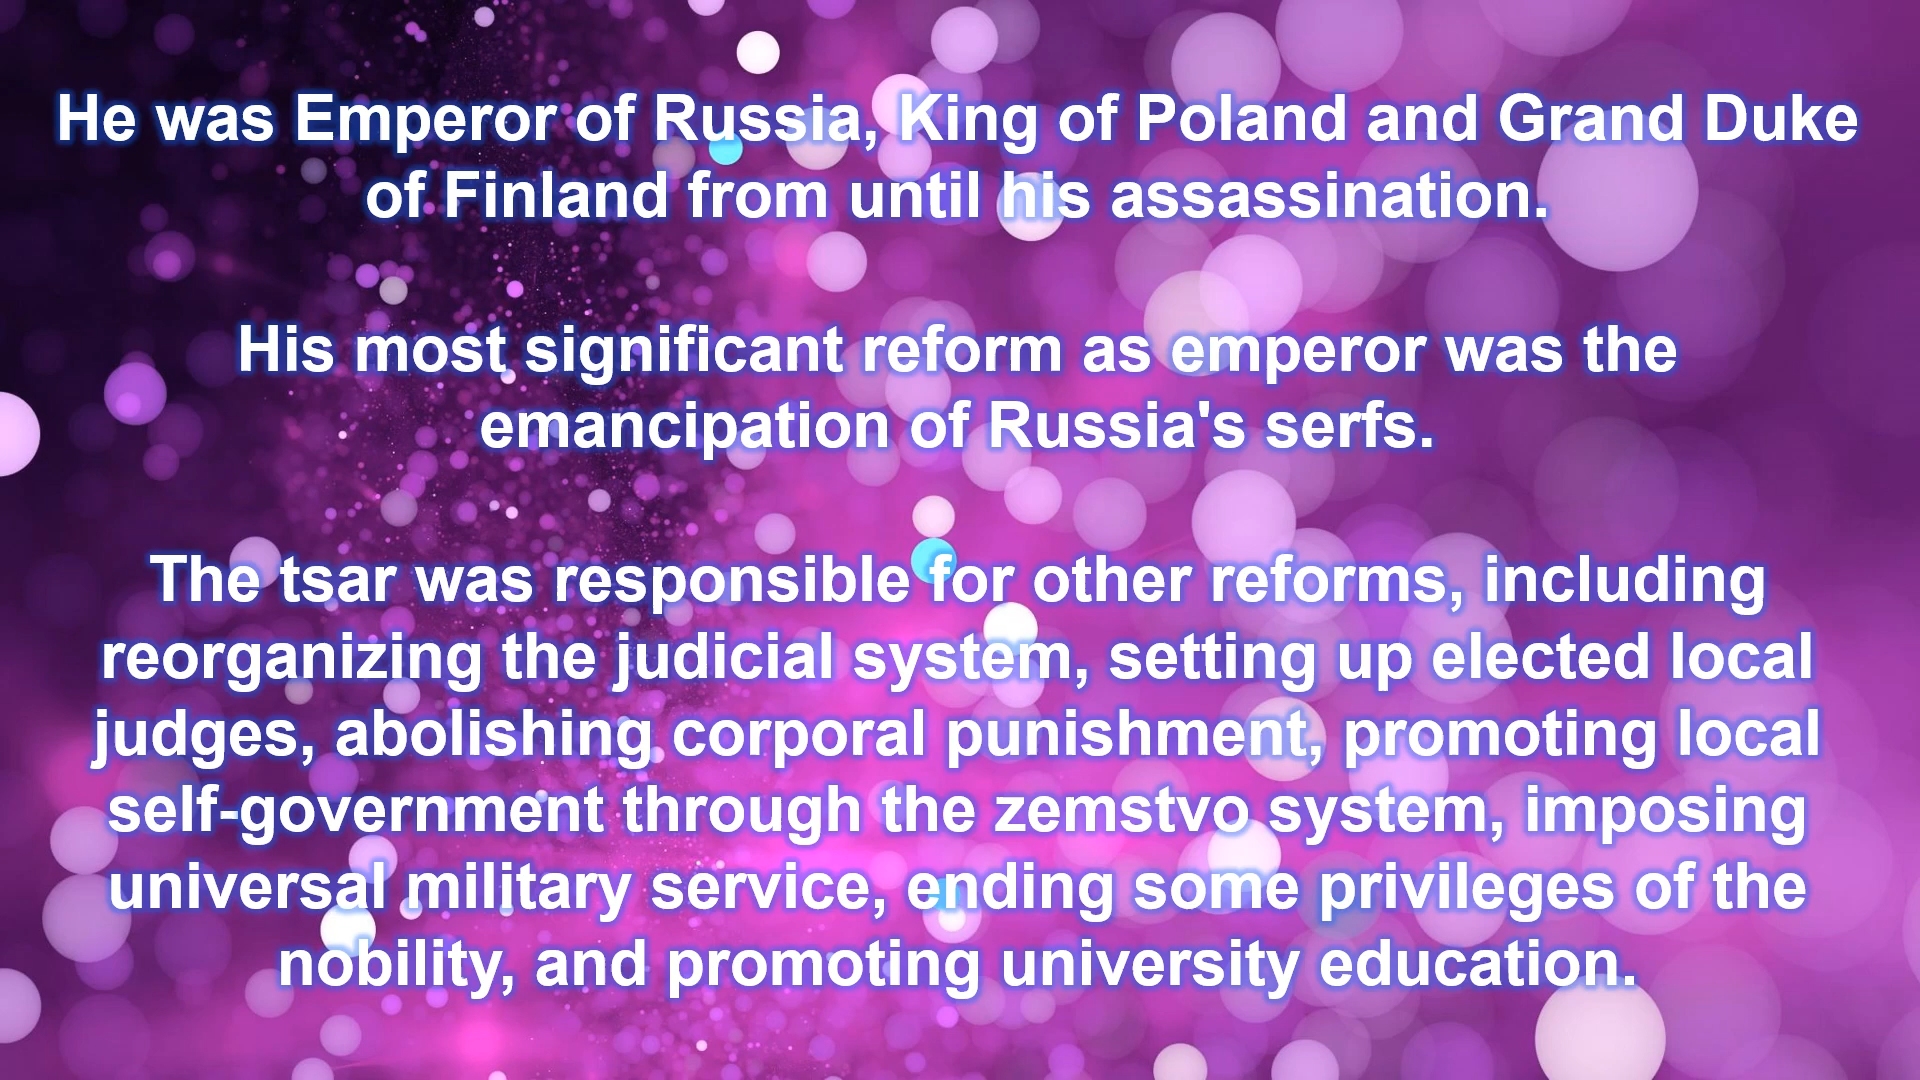 He was Emperor of Russia, King of Poland and Grand Duke
of Finland from until his assassination.
His most significant reform as emperor was the
emancipation of Russia's serfs.
The tsar was responsible for other reforms, including
reorganizing the judicial system, setting up elected local
judges, abolishing corporal punishment, promoting local
self-government through the zemstvo system, imposing
universal military service, ending some privileges of the
nobility, and promoting university education.